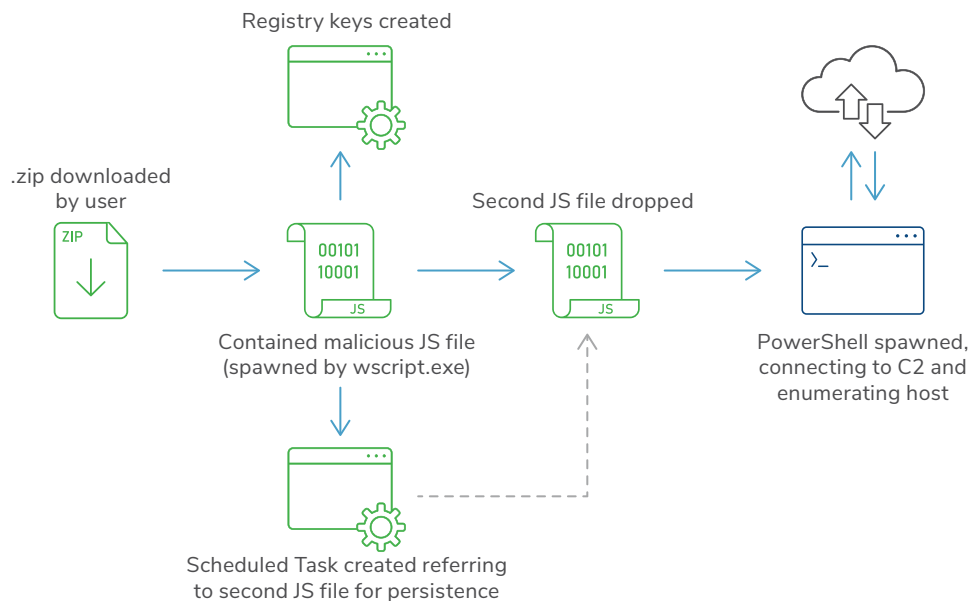 Registry keys created
.zip downloaded
by user
ZIP
Second JS file dropped
00101
10001
JS
00101
10001
JS
>_
Contained malicious JS file
(spawned by wscript.exe)
PowerShell spawned,
connecting to C2 and
enumerating host
Scheduled Task created referring
to second JS file for persistence